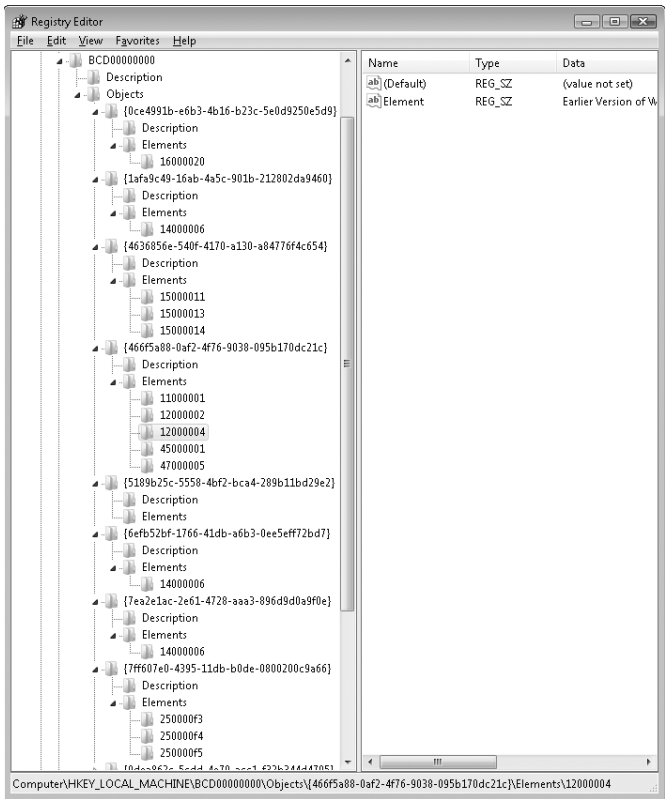 Registry Editor
File Edit View Favorites Help
BCD00000000
Description
Objects
{0ce4991b-e6b3-4b16-b23c-5e0d9250e5d9}
Description
Elements
16000020
{1afa9c49-16ab-4a5c-901b-212802da9460}
Description
Elements
14000006
{4636856e-540f-4170-a130-a84776f4c654}
Description
Elements
15000011
15000013
15000014
{466f5a88-0af2-4f76-9038-095b170dc21c}
Description
Elements
11000001
12000002
12000004
45000001
47000005
{5189b25c-5558-4bf2-bca4-289b11bd29e2}
Description
Elements
{6efb52bf-1766-41db-a6b3-0ee5eff72bd7}
Description
Elements
14000006
{7ea2e1ac-2e61-4728-aaa3-896d9d0a9f0e}
Description
Elements
14000006
{7ff607e0-4395-11db-b0de-0800200c9a66}
Description
Elements
250000f3
250000f4
250000f5
Name Type Data
(Default) REG_SZ (value not set)
Element REG_SZ Earlier Version of W
Computer\HKEY_LOCAL_MACHINE\BCD00000000\Objects\{466f5a88-0af2-4f76-9038-095b170dc21c}\Elements\12000004